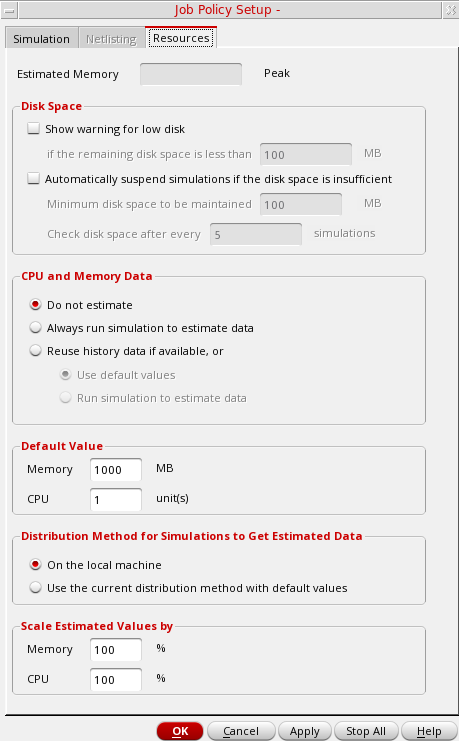 Job Policy Setup -
Simulation Netlisting Resources
Estimated Memory Peak
Disk Space
Show warning for low disk
if the remaining disk space is less than 100 MB
Automatically suspend simulations if the disk space is insufficient
Minimum disk space to be maintained 100 MB
Check disk space after every 5 simulations
CPU and Memory Data
Do not estimate
Always run simulation to estimate data
Reuse history data if available, or
Use default values
Run simulation to estimate data
Default Value
Memory 1000 MB
CPU 1 unit(s)
Distribution Method for Simulations to Get Estimated Data
On the local machine
Use the current distribution method with default values
Scale Estimated Values by
Memory 100 %
CPU 100 %
OK Cancel Apply Stop All Help